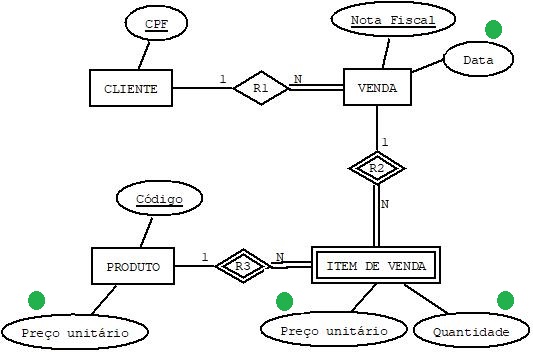 CPF
Nota Fiscal
Data
CLIENTE
1
R1
N
VENDA
1
R2
N
Código
PRODUTO
1
R3
N
ITEM DE VENDA
Preço unitário
Preço unitário
Quantidade